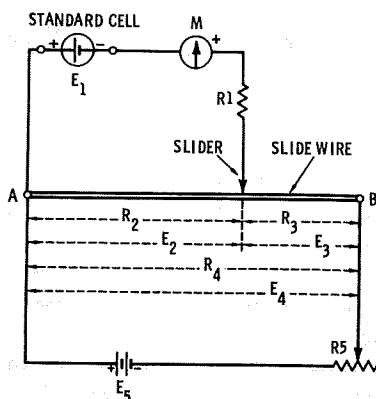 STANDARD CELL
M
+ -
+
E1
R1
SLIDER
SLIDE WIRE
A
B
R2
R3
E2
E3
R4
E4
R5
+ -
E5